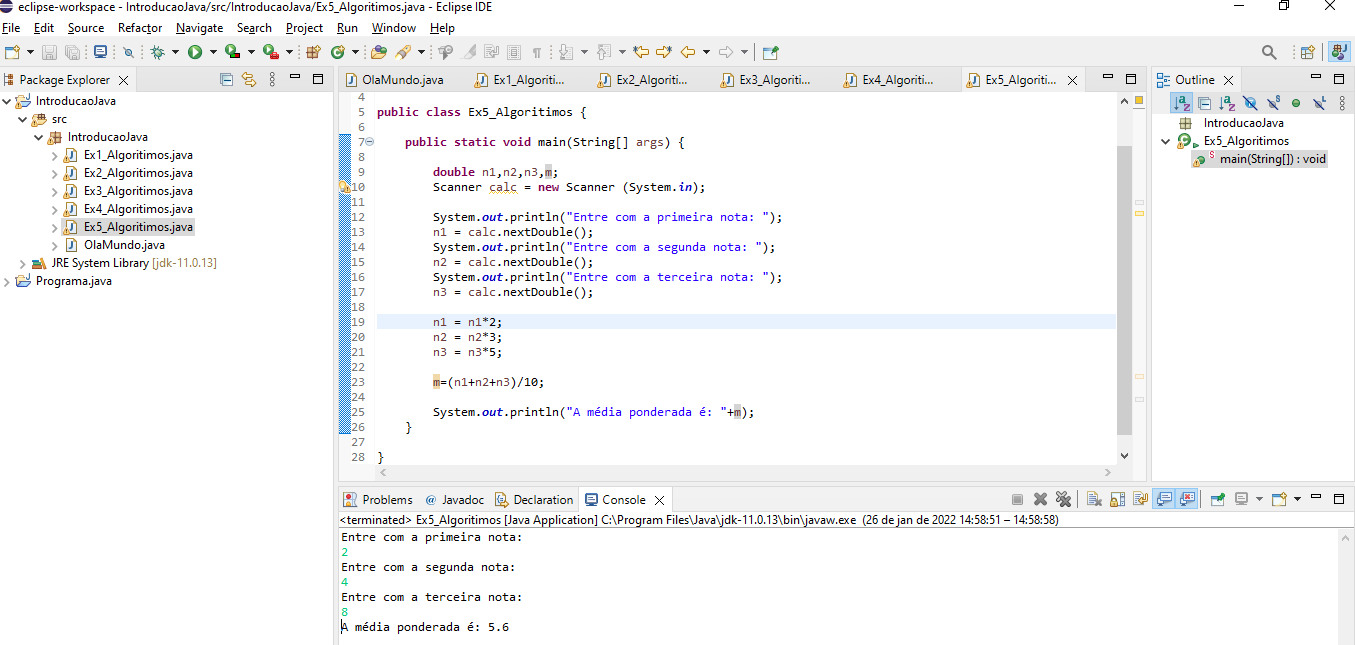 eclipse-workspace - IntroducaoJava/src/IntroducaoJava/Ex5_Algoritimos.java - Eclipse IDE
File Edit Source Refactor Navigate Search Project Run Window Help
Package Explorer
IntroducaoJava
src
IntroducaoJava
Ex1_Algoritimos.java
Ex2_Algoritimos.java
Ex3_Algoritimos.java
Ex4_Algoritimos.java
Ex5_Algoritimos.java
OlaMundo.java
JRE System Library [jdk-11.0.13]
Programa.java
OlaMundo.java Ex1_Algoriti... Ex2_Algoriti... Ex3_Algoriti... Ex4_Algoriti... Ex5_Algoriti...
4
5 public class Ex5_Algoritimos {
6
7 public static void main(String[] args) {
8
9 double n1,n2,n3,m;
10 Scanner calc = new Scanner (System.in);
11
12 System.out.println("Entre com a primeira nota: ");
13 n1 = calc.nextDouble();
14 System.out.println("Entre com a segunda nota: ");
15 n2 = calc.nextDouble();
16 System.out.println("Entre com a terceira nota: ");
17 n3 = calc.nextDouble();
18
19 n1 = n1*2;
20 n2 = n2*3;
21 n3 = n3*5;
22
23 m=(n1+n2+n3)/10;
24
25 System.out.println("A média ponderada é: "+m);
26 }
27
28 }
Outline
IntroducaoJava
Ex5_Algoritimos
main(String[]) : void
Problems Javadoc Declaration Console
<terminated> Ex5_Algoritimos [Java Application] C:\Program Files\Java\jdk-11.0.13\bin\javaw.exe (26 de jan de 2022 14:58:51 – 14:58:58)
Entre com a primeira nota:
2
Entre com a segunda nota:
4
Entre com a terceira nota:
8
A média ponderada é: 5.6